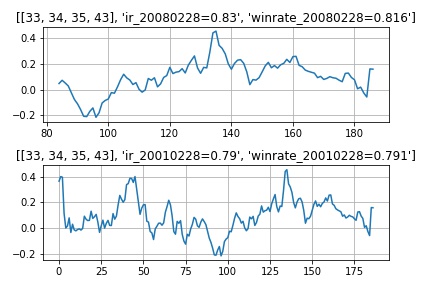 [[33, 34, 35, 43], 'ir_20080228=0.83', 'winrate_20080228=0.816']
0.4
0.2
0.0
−0.2
80 100 120 140 160 180
[[33, 34, 35, 43], 'ir_20010228=0.79', 'winrate_20010228=0.791']
0.4
0.2
0.0
−0.2
0 25 50 75 100 125 150 175